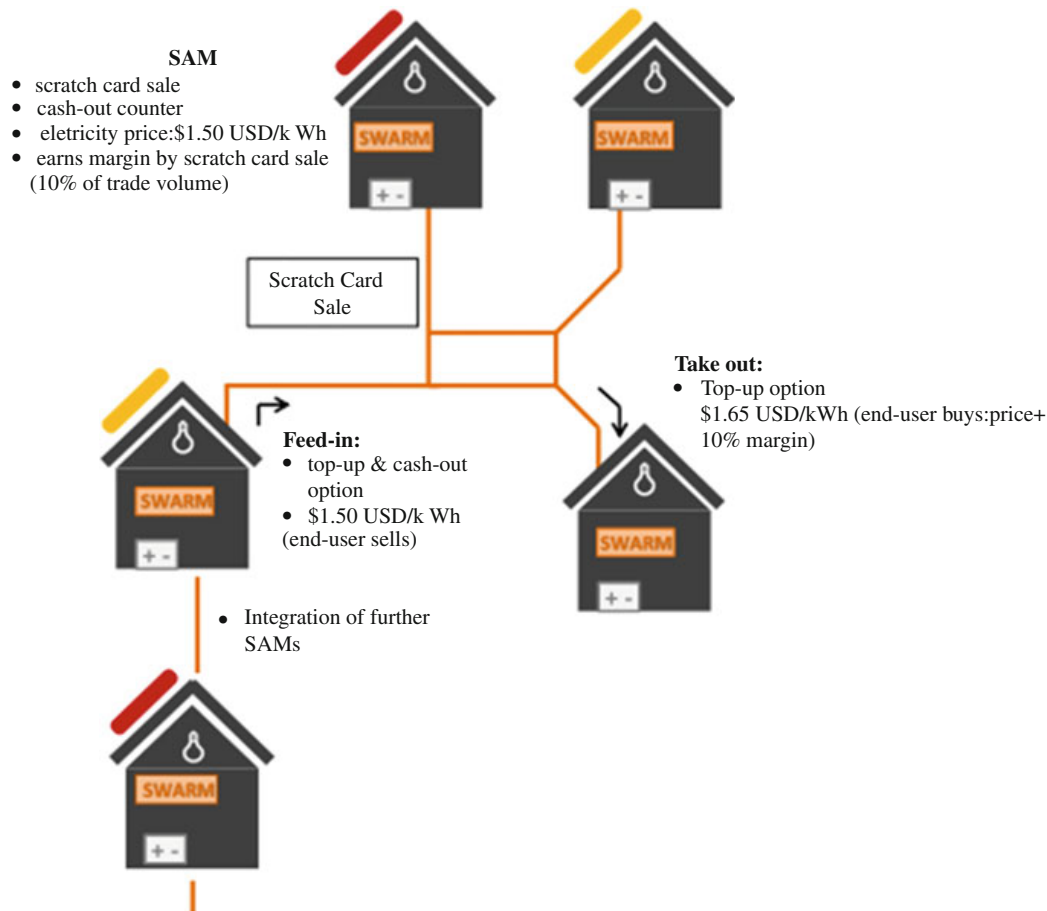 SAM
• scratch card sale
• cash-out counter
• eletricity price:$1.50 USD/k Wh
• earns margin by scratch card sale
(10% of trade volume)
SWARM
+ -
SWARM
+ -
Scratch Card
Sale
Take out:
• Top-up option
$1.65 USD/kWh (end-user buys:price+
10% margin)
Feed-in:
• top-up & cash-out
option
• $1.50 USD/k Wh
(end-user sells)
SWARM
+ -
SWARM
+ -
• Integration of further
SAMs
SWARM
+ -